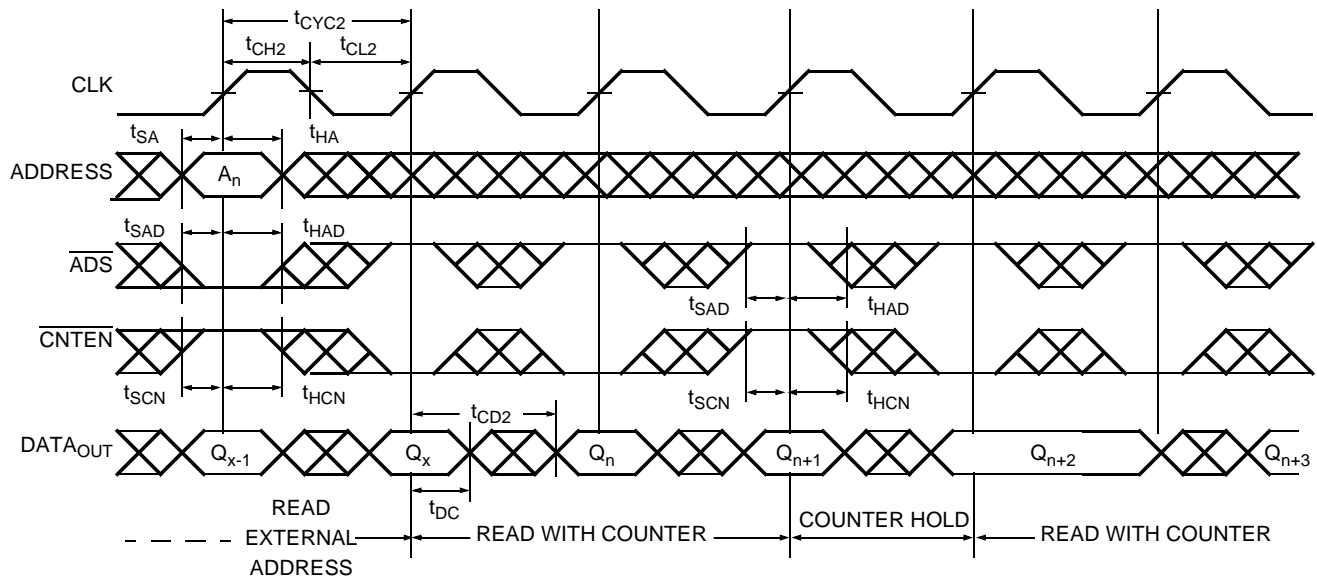 tCYC2
tCH2 tCL2
CLK
tSA tHA
ADDRESS An
tSAD tHAD
ADS
tSAD tHAD
CNTEN
tSCN tHCN tSCN tHCN
tCD2
DATAOUT Qx-1 Qx Qn Qn+1 Qn+2 Qn+3
tDC
READ EXTERNAL ADDRESS
READ WITH COUNTER COUNTER HOLD READ WITH COUNTER